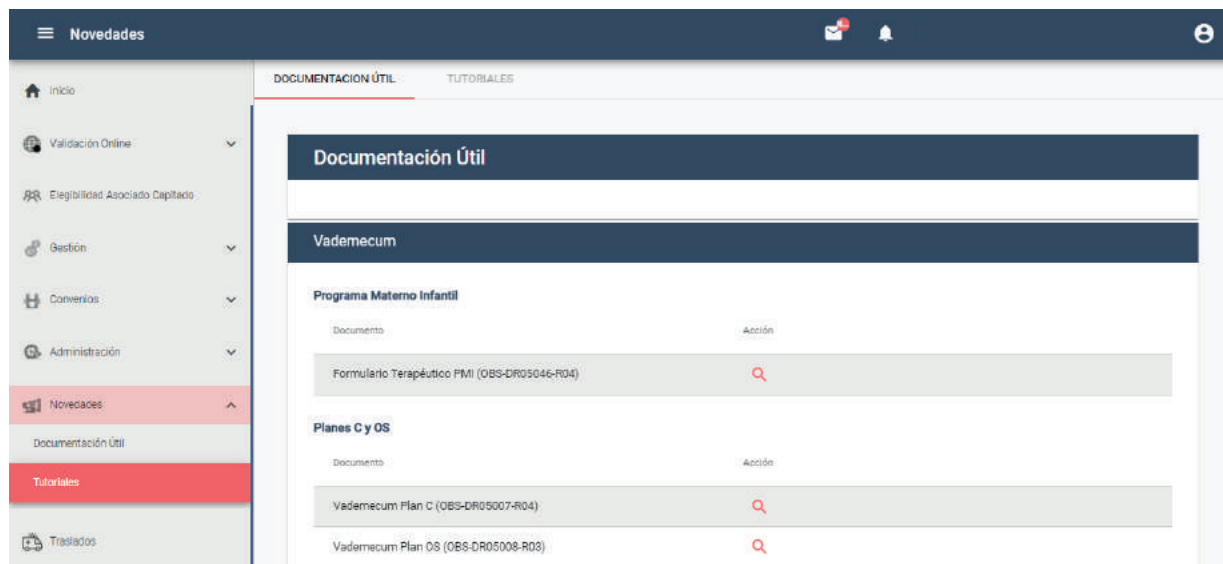 Novedades
Inicio
Validación Online
Elegibilidad Asociado Capitado
Gestión
Convenios
Administración
Novedades
Documentación Útil
Tutoriales
Traslados
DOCUMENTACION ÚTIL
TUTORIALES
Documentación Útil
Vademecum
Programa Materno Infantil
Documento Acción
Formulario Terapéutico PMI (OBS-DR05046-R04)
Planes C y OS
Documento Acción
Vademecum Plan C (OBS-DR05007-R04)
Vademecum Plan OS (OBS-DR05008-R03)